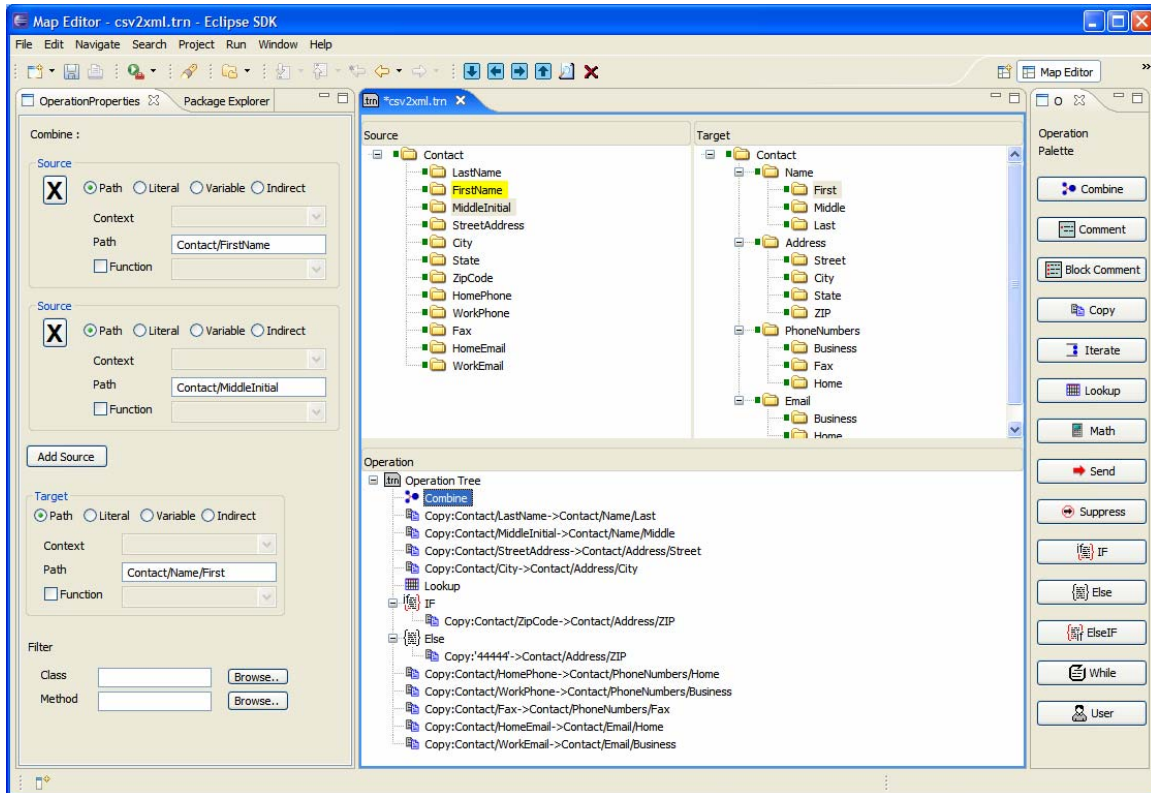 Map Editor - csv2xml.trn - Eclipse SDK
File Edit Navigate Search Project Run Window Help
Map Editor »
OperationProperties Package Explorer
Combine :
Source
X Path Literal Variable Indirect
Context
Path Contact/FirstName
Function
Source
X Path Literal Variable Indirect
Context
Path Contact/MiddleInitial
Function
Add Source
Target
Path Literal Variable Indirect
Context
Path Contact/Name/First
Function
Filter
Class Browse..
Method Browse..
trn *csv2xml.trn
Source
Contact
LastName
FirstName
MiddleInitial
StreetAddress
City
State
ZipCode
HomePhone
WorkPhone
Fax
HomeEmail
WorkEmail
Target
Contact
Name
First
Middle
Last
Address
Street
City
State
ZIP
PhoneNumbers
Business
Fax
Home
Email
Business
Home
Operation
.trn Operation Tree
Combine
Copy:Contact/LastName->Contact/Name/Last
Copy:Contact/MiddleInitial->Contact/Name/Middle
Copy:Contact/StreetAddress->Contact/Address/Street
Copy:Contact/City->Contact/Address/City
Lookup
IF
Copy:Contact/ZipCode->Contact/Address/ZIP
Else
Copy:'44444'->Contact/Address/ZIP
Copy:Contact/HomePhone->Contact/PhoneNumbers/Home
Copy:Contact/WorkPhone->Contact/PhoneNumbers/Business
Copy:Contact/Fax->Contact/PhoneNumbers/Fax
Copy:Contact/HomeEmail->Contact/Email/Home
Copy:Contact/WorkEmail->Contact/Email/Business
O
Operation
Palette
Combine
Comment
Block Comment
Copy
Iterate
Lookup
Math
Send
Suppress
IF
Else
ElseIF
While
User